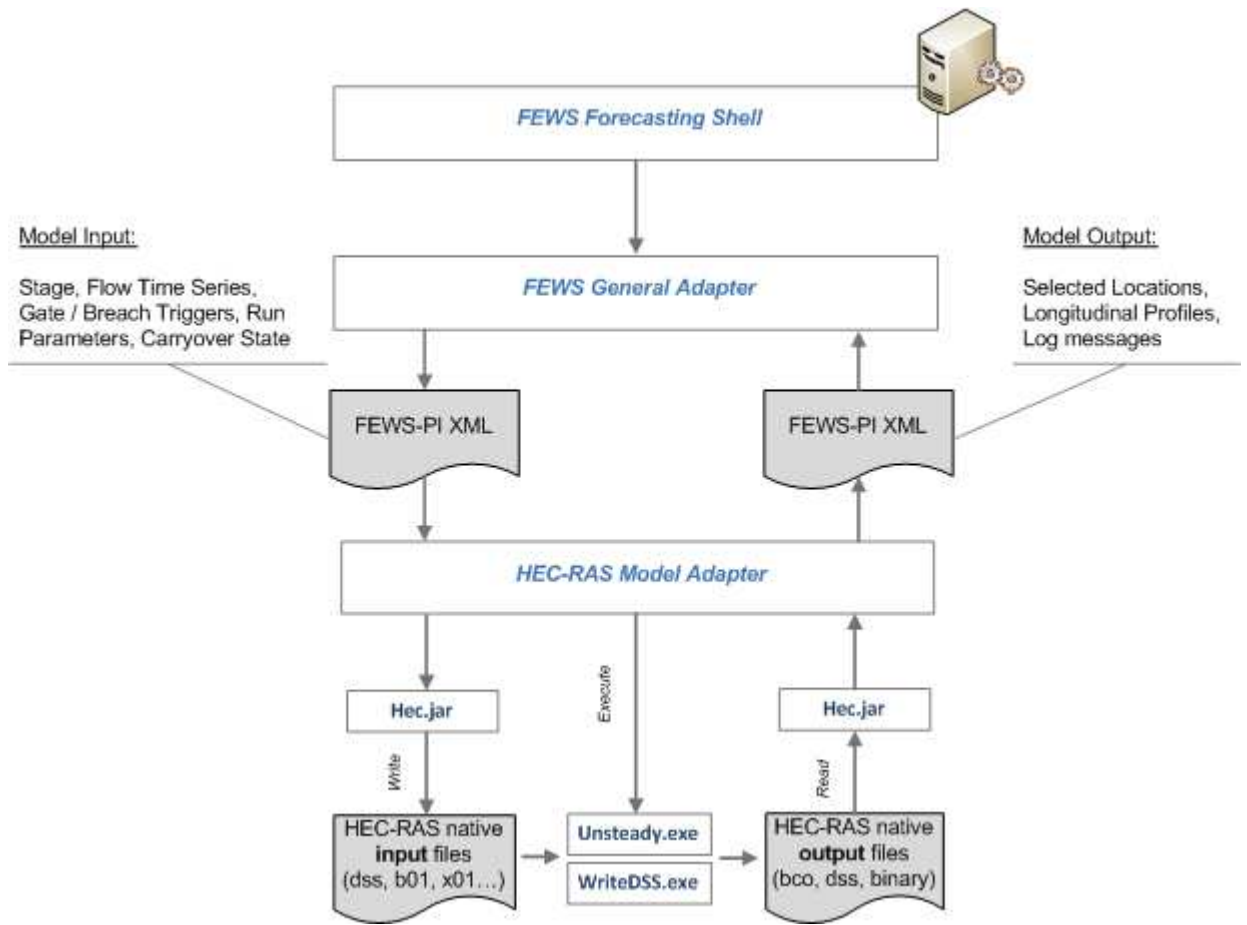 FEWS Forecasting Shell
Model Input:
Stage, Flow Time Series,
Gate / Breach Triggers, Run
Parameters, Carryover State
FEWS General Adapter
Model Output:
Selected Locations,
Longitudinal Profiles,
Log messages
FEWS-PI XML
FEWS-PI XML
HEC-RAS Model Adapter
Hec.jar
Execute
Hec.jar
Write
Read
HEC-RAS native
input files
(dss, b01, x01...)
Unsteady.exe
WriteDSS.exe
HEC-RAS native
output files
(bco, dss, binary)